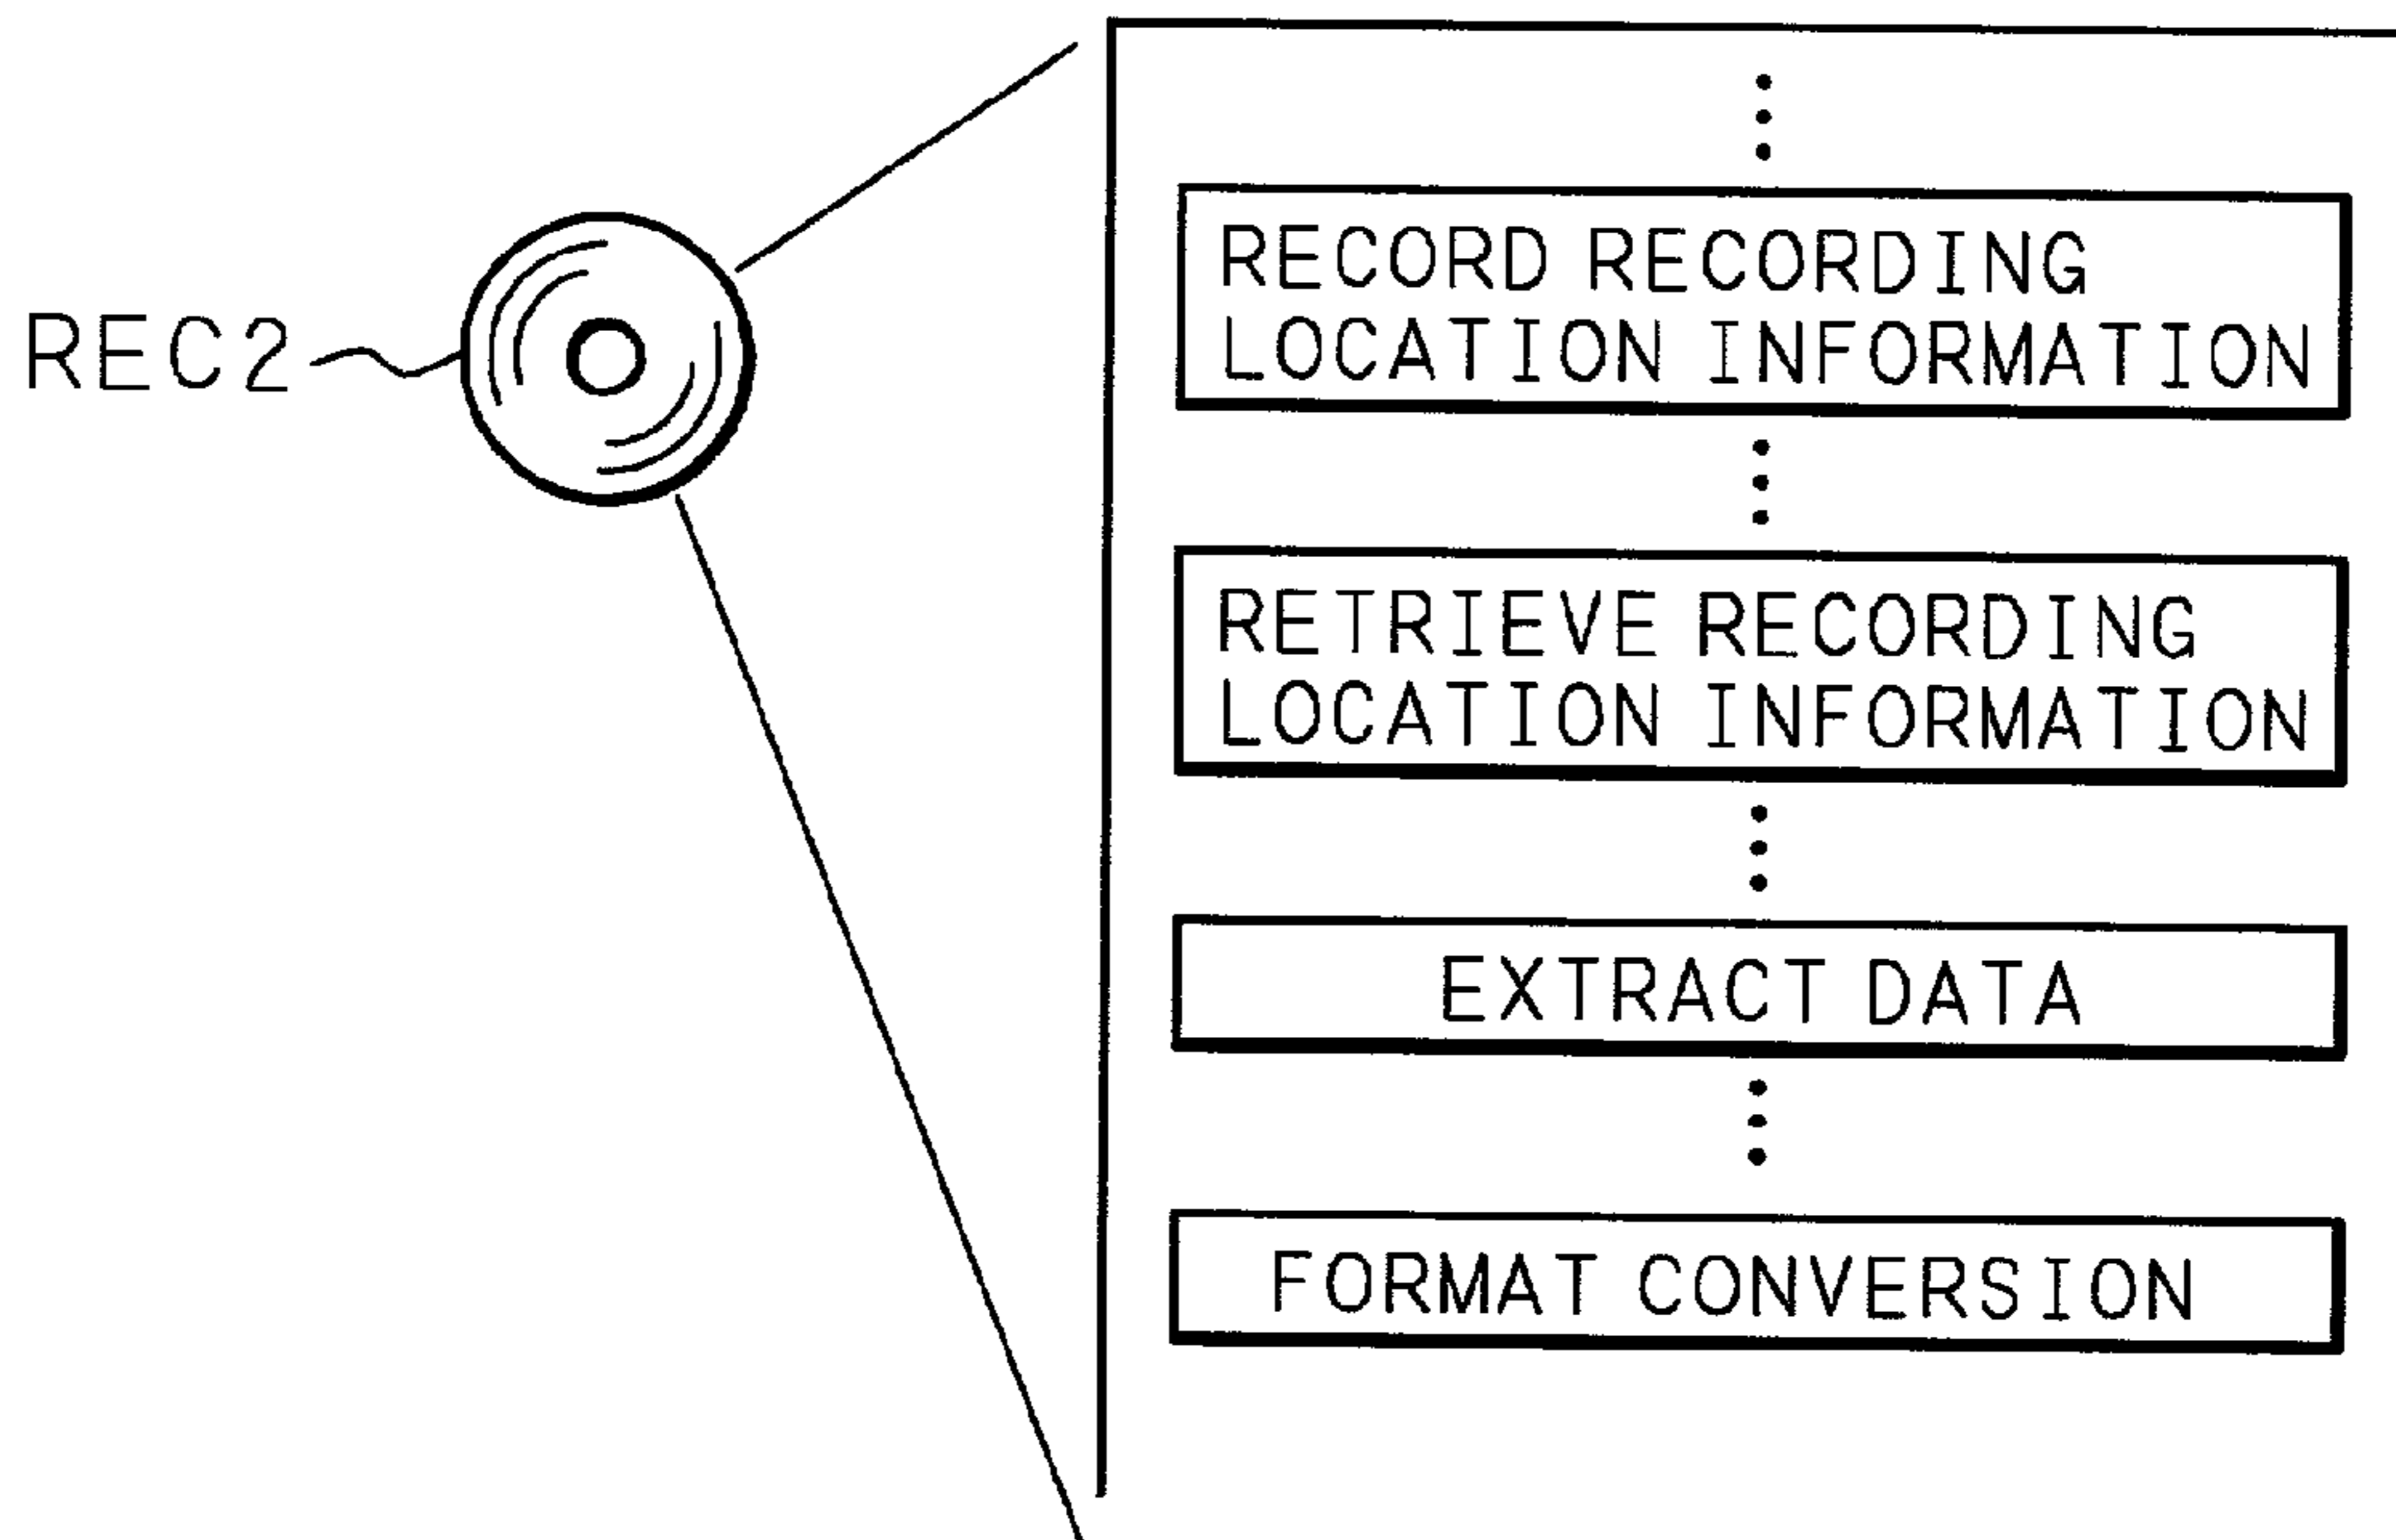 REC2
RECORD RECORDING
LOCATION INFORMATION
RETRIEVE RECORDING
LOCATION INFORMATION
EXTRACT DATA
FORMAT CONVERSION